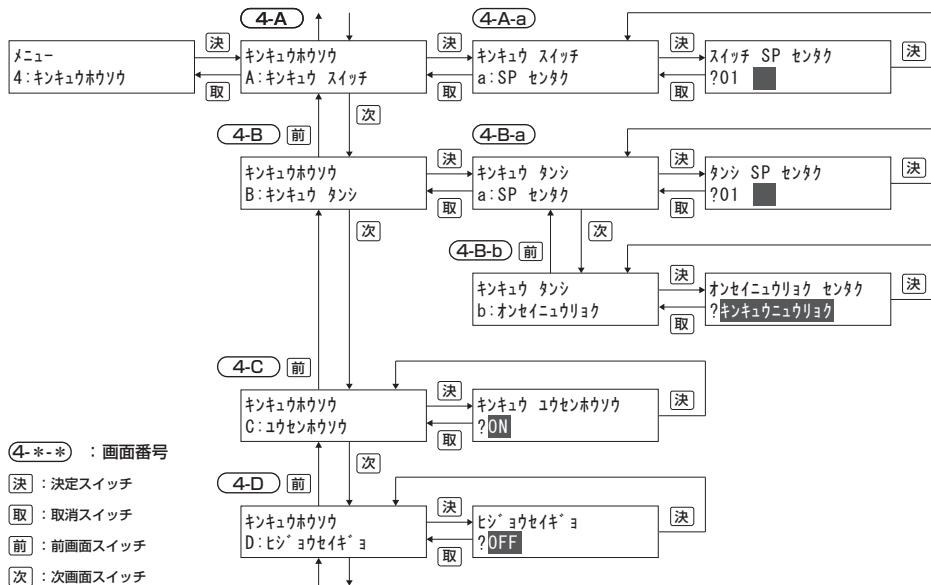 4-A
4-A-a
メニュー
4:キンキュウホウソウ
決
取
キンキュウホウソウ
A:キンキュウ スイッチ
決
取
キンキュウ スイッチ
a:SP センタク
決
取
スイッチ SP センタク
?01
決
次
4-B
前
4-B-a
キンキュウホウソウ
B:キンキュウ タンシ
決
取
キンキュウ タンシ
a:SP センタク
決
取
タンシ SP センタク
?01
決
次
次
4-B-b
前
キンキュウ タンシ
b:オンセイニュウリョク
決
取
オンセイニュウリョク センタク
?キンキュウニュウリョク
決
4-C
前
キンキュウホウソウ
C:ユウセンホウソウ
決
取
キンキュウ ユウセンホウソウ
?ON
決
次
4-D
前
キンキュウホウソウ
D:ヒジョウセイギョ
決
取
ヒジョウセイギョ
?OFF
決
4-*-* :画面番号
決:決定スイッチ
取:取消スイッチ
前:前画面スイッチ
次:次画面スイッチ